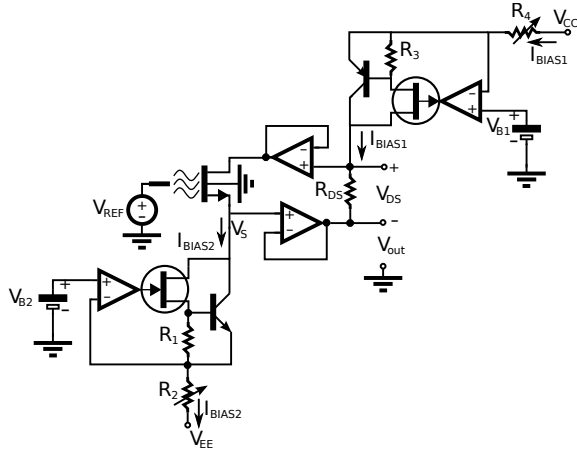 R4
VCC
IBIAS1
R3
+
VB1
-
-
+
IBIAS1
-
+
+
RDS
VDS
-
VREF
+
-
IBIAS2
VS
+
-
Vout
VB2
+
-
+
-
R1
R2
IBIAS2
VEE